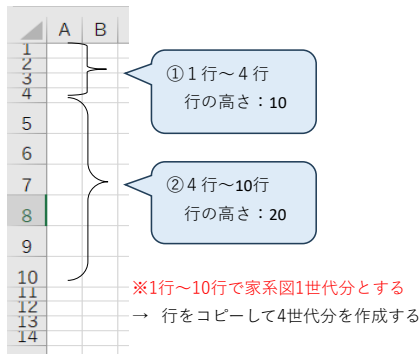 A B
1
2
3
4
5
6
7
8
9
10
11
12
13
14
①１行～４行
行の高さ：10
②４行～10行
行の高さ：20
※1行～10行で家系図1世代分とする
→ 行をコピーして4世代分を作成する